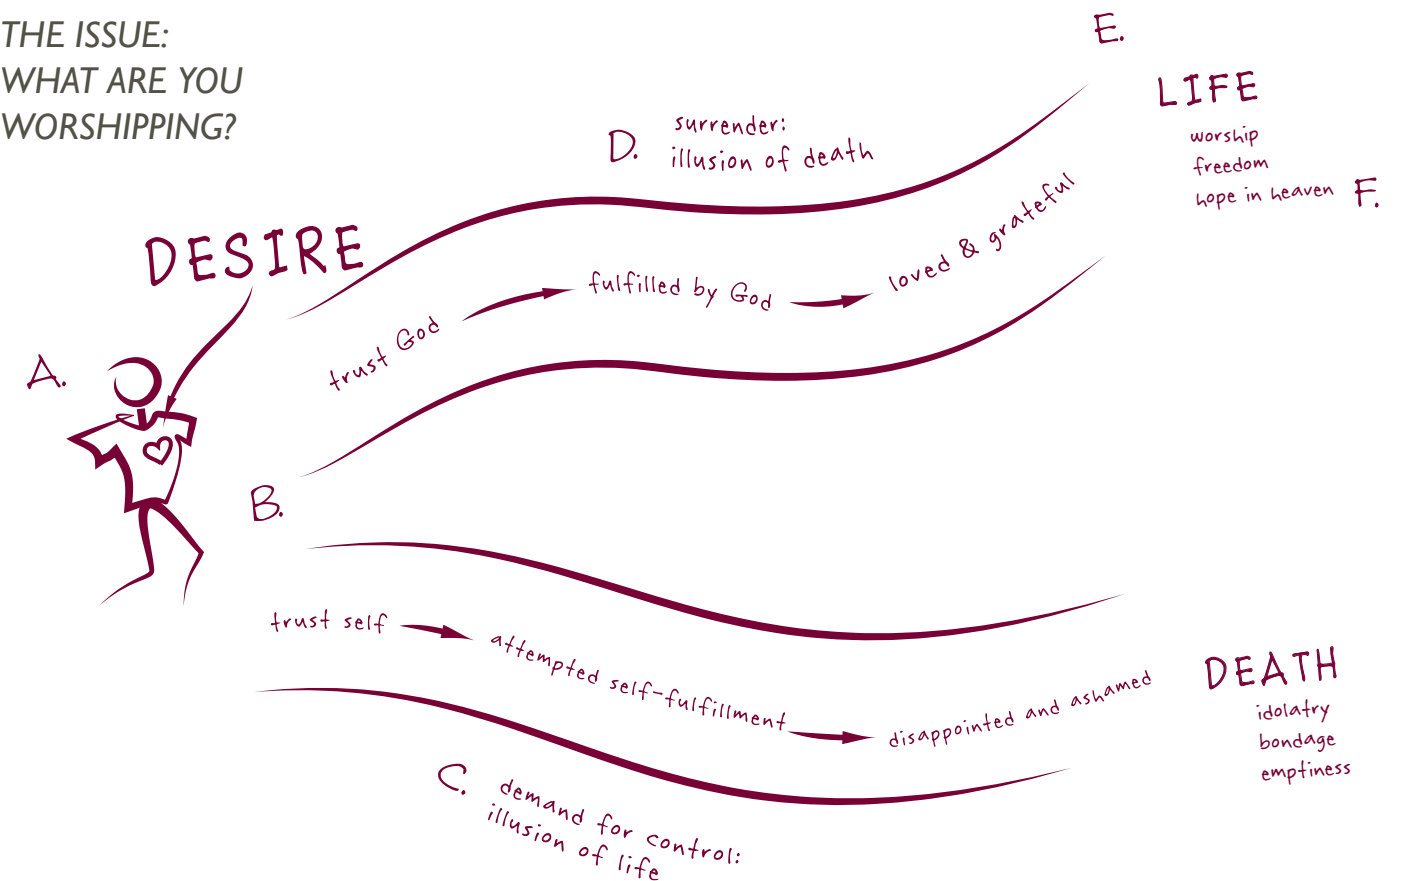 THE ISSUE:
WHAT ARE YOU
WORSHIPPING?
E.
LIFE
worship
freedom
hope in heaven F.
D. surrender:
illusion of death
DESIRE
A.
trust God
fulfilled by God
loved & grateful
B.
trust self
attempted self-fulfillment
disappointed and ashamed
DEATH
idolatry
bondage
emptiness
C. demand for control:
illusion of life